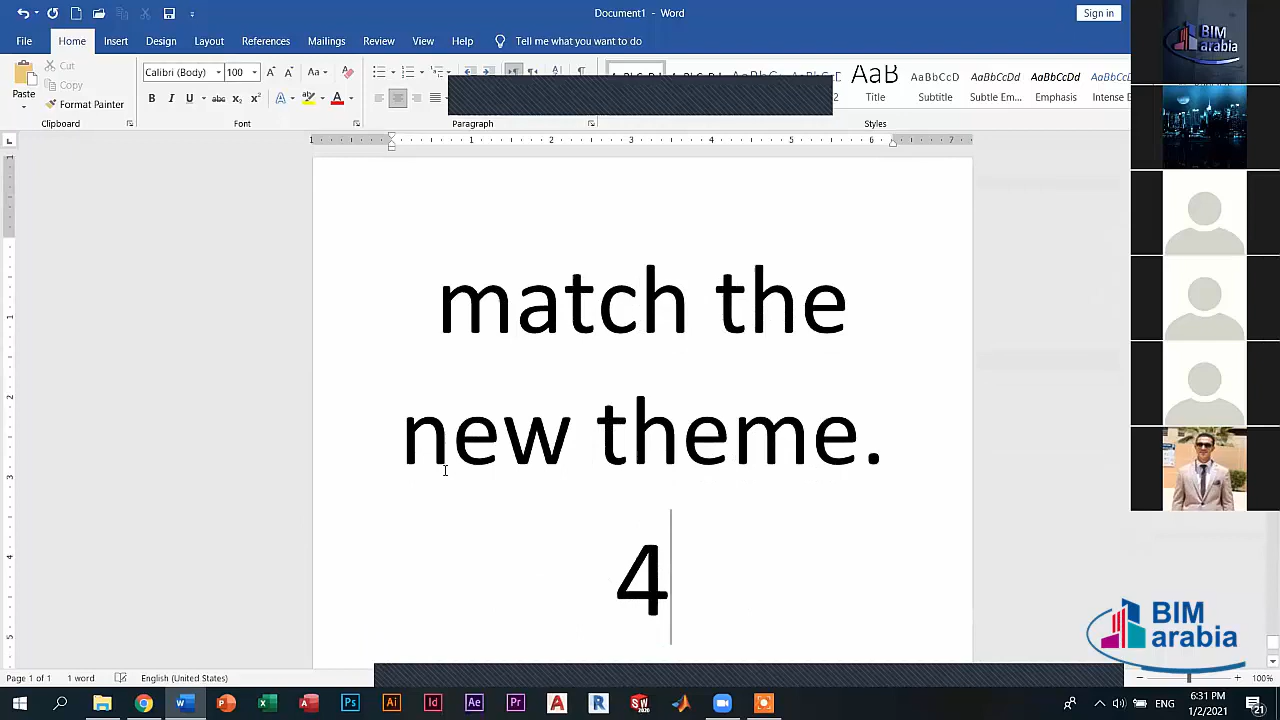 Document1 - Word
Sign in
File Home Insert Design Layout References Mailings Review View Help Tell me what you want to do
Paste
Cut
Copy
Format Painter
Clipboard
Calibri (Body) 100
Font
Paragraph
AaB
Title
AaBbCcD
Subtitle
AaBbCcDd
Subtle Em...
AaBbCcDd
Emphasis
AaBbCcDd
Intense E
Styles
match the
new theme.
4
BIM
arabia
BIM
arabia
Page 1 of 1 1 word English (United States)
100%
ENG
6:31 PM
1/2/2021
21